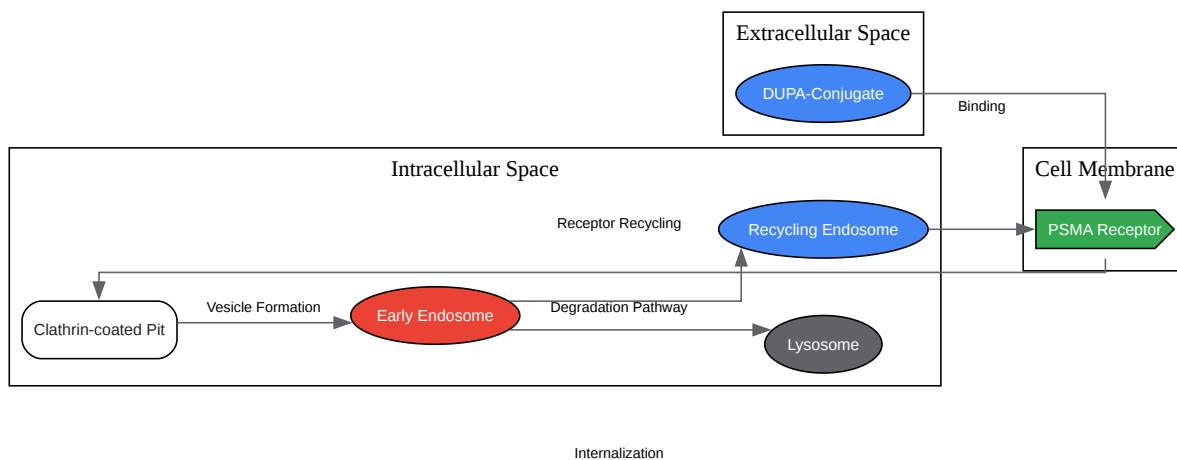 Extracellular Space
DUPA-Conjugate
Binding
Intracellular Space
Cell Membrane
Receptor Recycling
Recycling Endosome
PSMA Receptor
Clathrin-coated Pit
Vesicle Formation
Early Endosome
Degradation Pathway
Lysosome
Internalization